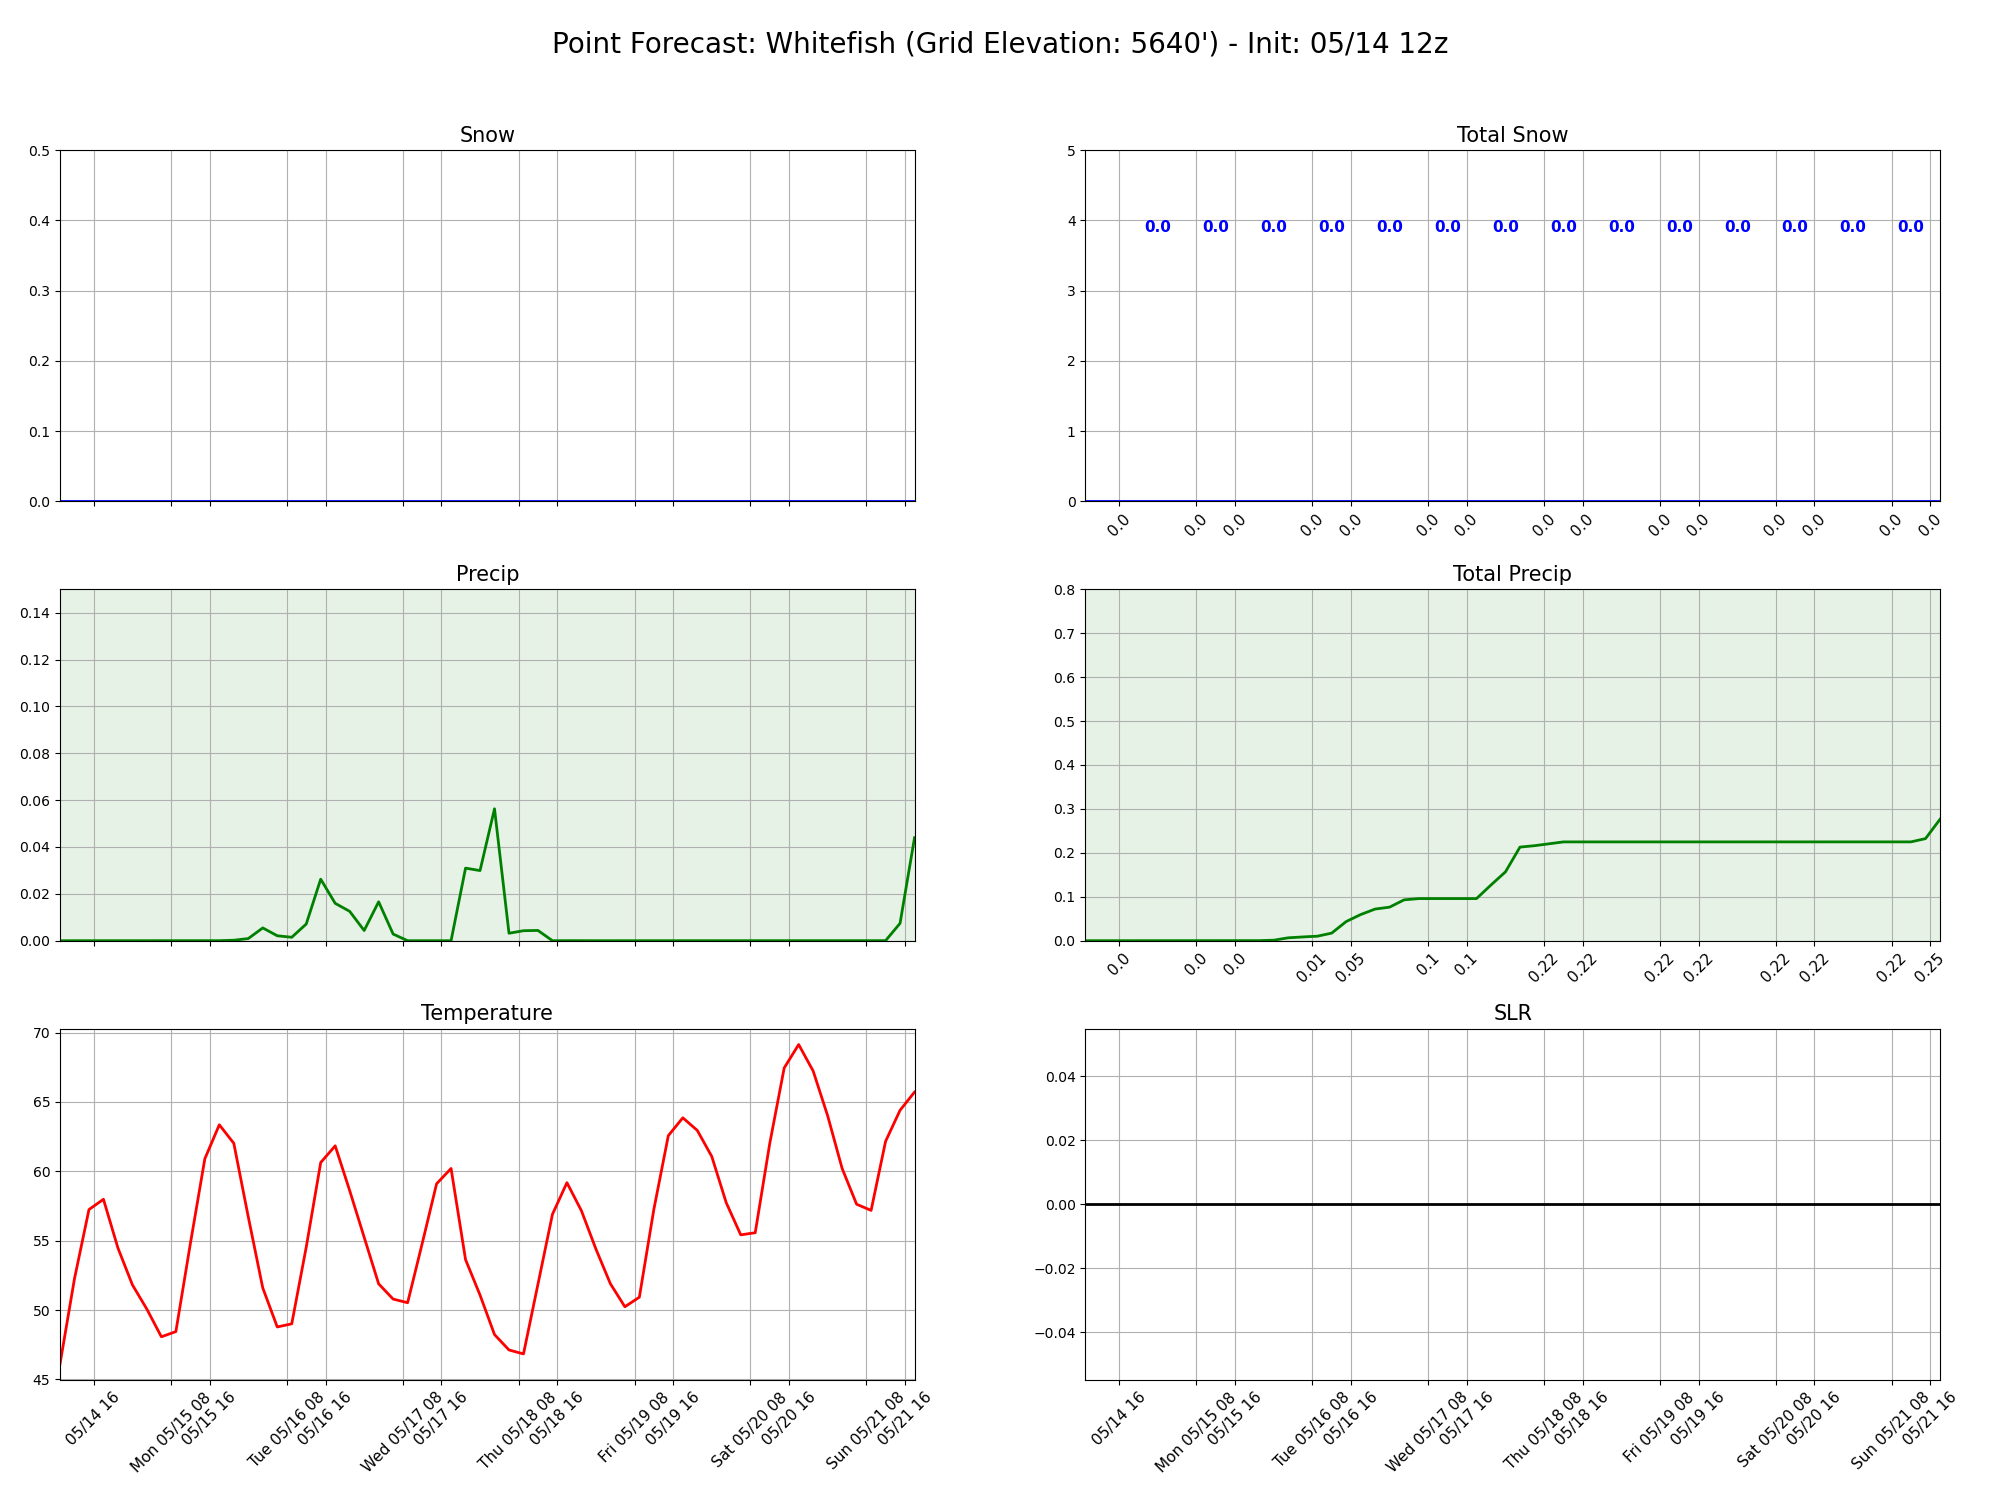 Point Forecast: Whitefish (Grid Elevation: 5640') - Init: 05/14 12z
Snow
0.5
0.4
0.3
0.2
0.1
0.0
Total Snow
5
4
3
2
1
0
0.0 0.0 0.0 0.0 0.0 0.0 0.0 0.0 0.0 0.0 0.0 0.0 0.0 0.0
0.0 0.0 0.0 0.0 0.0 0.0 0.0 0.0 0.0 0.0 0.0 0.0 0.0 0.0 0.0
Precip
0.14
0.12
0.10
0.08
0.06
0.04
0.02
0.00
Total Precip
0.8
0.7
0.6
0.5
0.4
0.3
0.2
0.1
0.0
0.0 0.0 0.0 0.01 0.05 0.1 0.1 0.22 0.22 0.22 0.22 0.22 0.22 0.22 0.25
Temperature
70
65
60
55
50
45
05/14 16
Mon 05/15 08
05/15 16
Tue 05/16 08
05/16 16
Wed 05/17 08
05/17 16
Thu 05/18 08
05/18 16
Fri 05/19 08
05/19 16
Sat 05/20 08
05/20 16
Sun 05/21 08
05/21 16
SLR
0.04
0.02
0.00
−0.02
−0.04
05/14 16
Mon 05/15 08
05/15 16
Tue 05/16 08
05/16 16
Wed 05/17 08
05/17 16
Thu 05/18 08
05/18 16
Fri 05/19 08
05/19 16
Sat 05/20 08
05/20 16
Sun 05/21 08
05/21 16